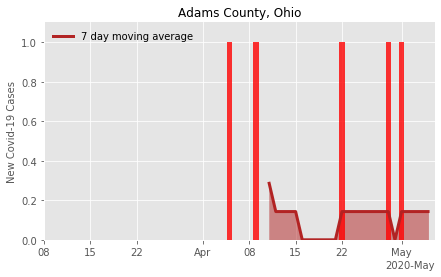 Adams County, Ohio
7 day moving average
New Covid-19 Cases
1.0
0.8
0.6
0.4
0.2
0.0
08 15 22 Apr 08 15 22 May
2020-May